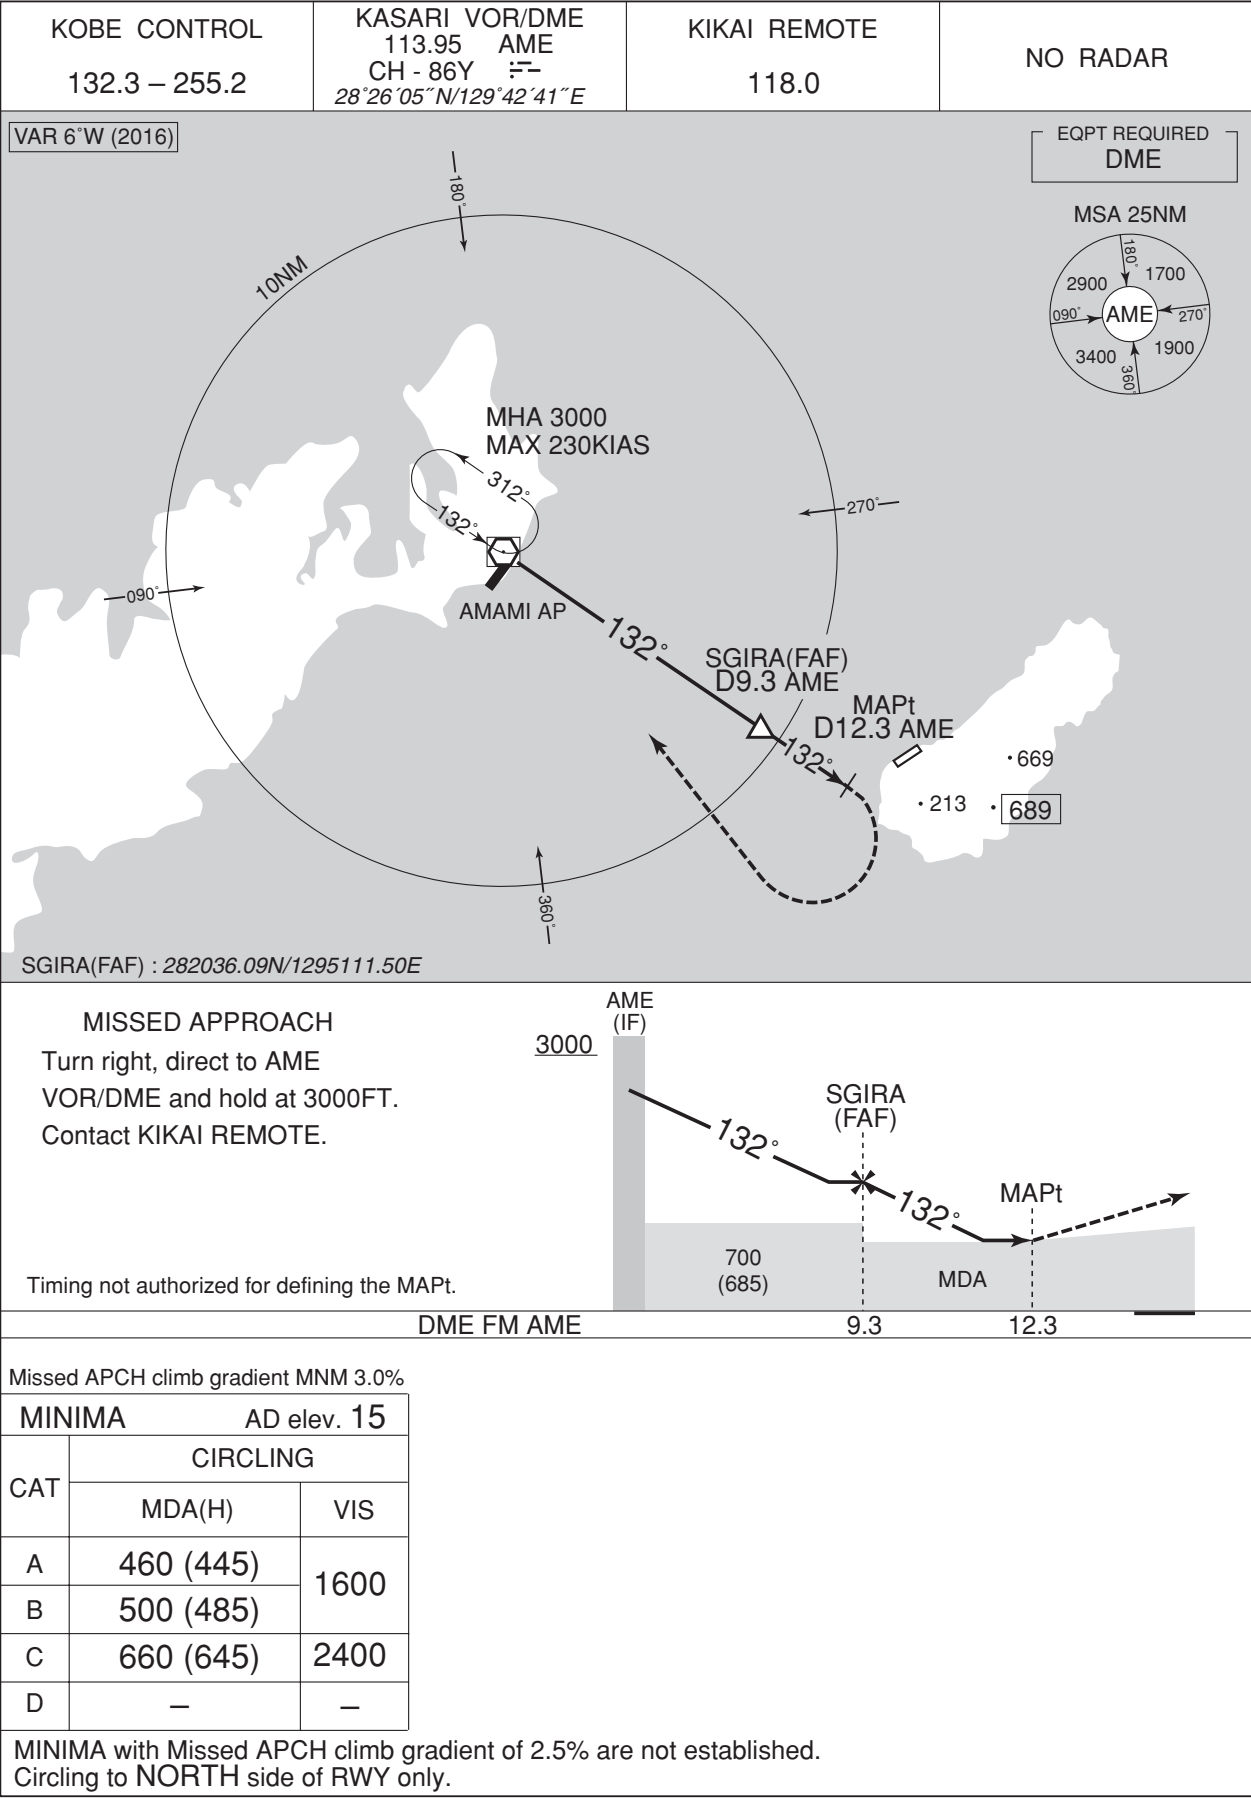 KOBE CONTROL
132.3 – 255.2
KASARI VOR/DME
113.95 AME
CH - 86Y
28°26´05˝N/129°42´41˝E
KIKAI REMOTE
118.0
NO RADAR
VAR 6°W (2016)
EQPT REQUIRED
DME
MSA 25NM
180°
2900
1700
090°
AME
270°
3400
1900
360°
180°
10NM
MHA 3000
MAX 230KIAS
312°
132°
270°
090°
AMAMI AP
132°
SGIRA(FAF)
D9.3 AME
MAPt
D12.3 AME
132°
669
213
689
360°
SGIRA(FAF) : 282036.09N/1295111.50E
MISSED APPROACH
Turn right, direct to AME
VOR/DME and hold at 3000FT.
Contact KIKAI REMOTE.
Timing not authorized for defining the MAPt.
AME
(IF)
3000
132°
SGIRA
(FAF)
132°
MAPt
700
(685)
MDA
DME FM AME 9.3 12.3
Missed APCH climb gradient MNM 3.0%
MINIMA AD elev. 15
CAT
CIRCLING
MDA(H) VIS
A 460 (445)
1600
B 500 (485)
C 660 (645) 2400
D – –
MINIMA with Missed APCH climb gradient of 2.5% are not established.
Circling to NORTH side of RWY only.